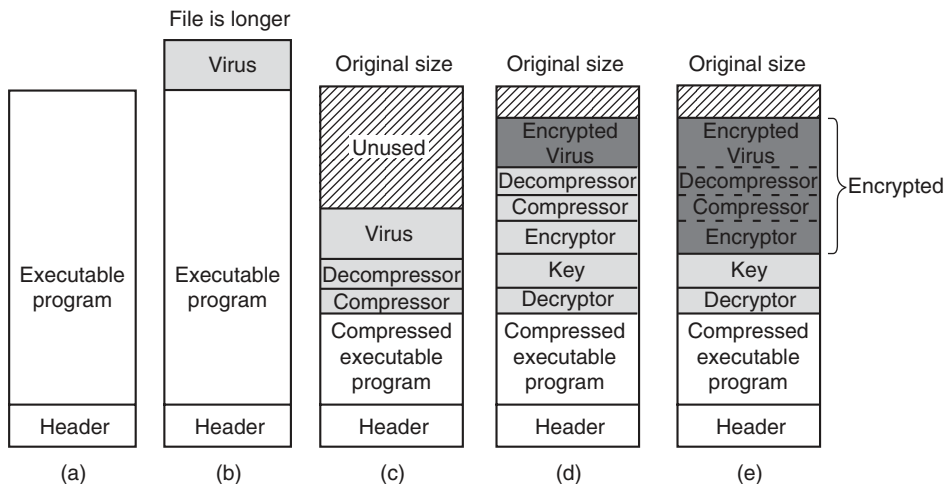 File is longer
Virus
Executable
program
Header
(a)
Executable
program
Header
(b)
Original size
Unused
Virus
Decompressor
Compressor
Compressed
executable
program
Header
(c)
Original size
Encrypted
Virus
Decompressor
Compressor
Encryptor
Key
Decryptor
Compressed
executable
program
Header
(d)
Original size
Encrypted
Virus
Decompressor
Compressor
Encryptor
Encrypted
Key
Decryptor
Compressed
executable
program
Header
(e)